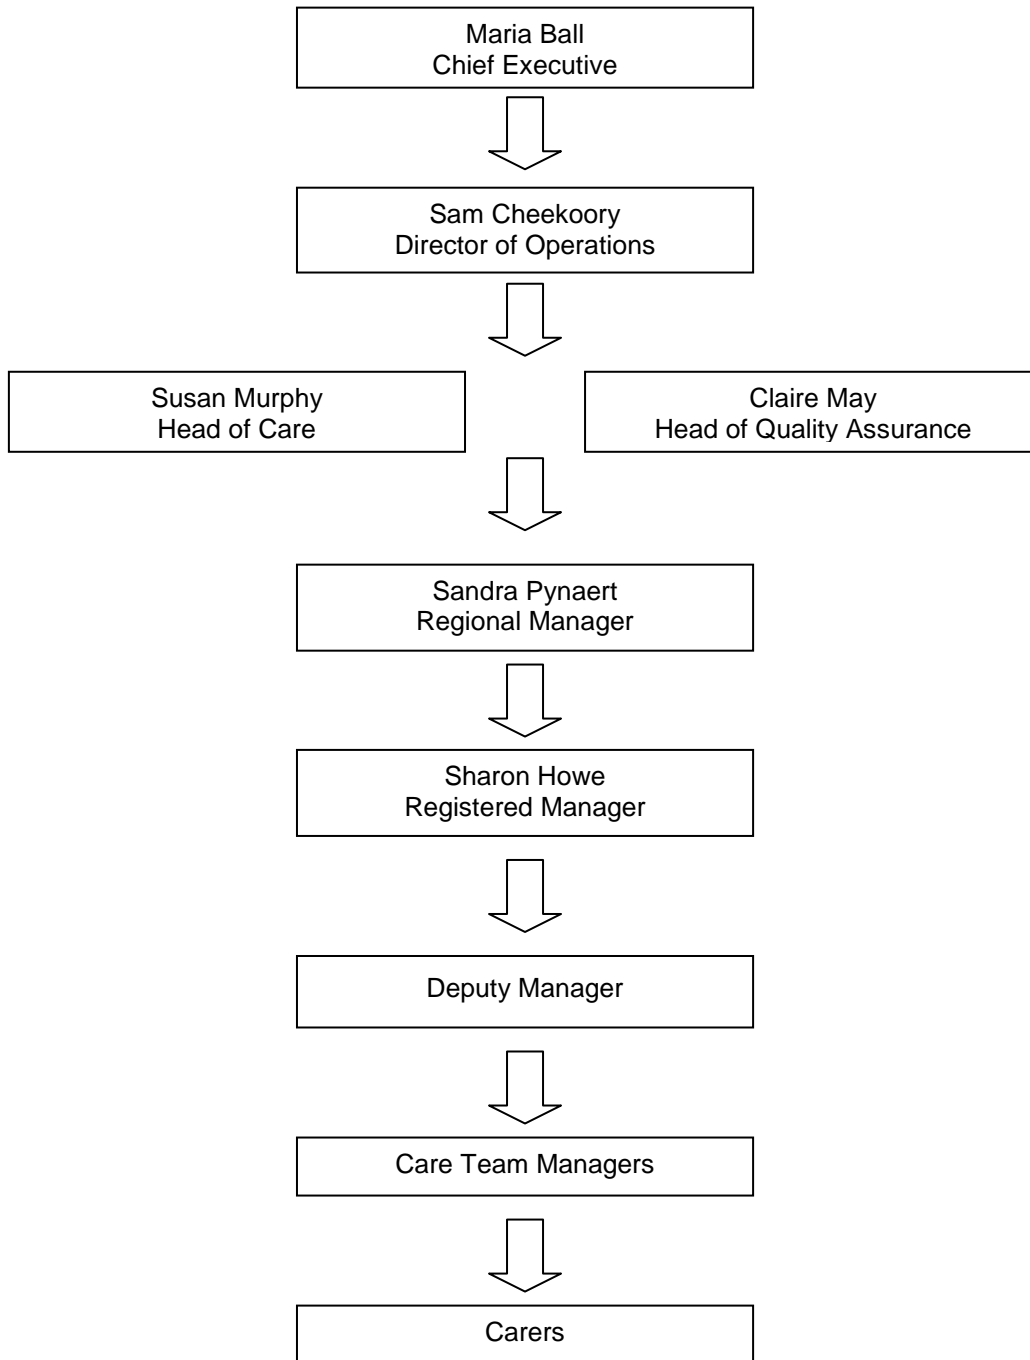 Maria Ball
Chief Executive
Sam Cheekoory
Director of Operations
Susan Murphy
Head of Care
Claire May
Head of Quality Assurance
Sandra Pynaert
Regional Manager
Sharon Howe
Registered Manager
Deputy Manager
Care Team Managers
Carers